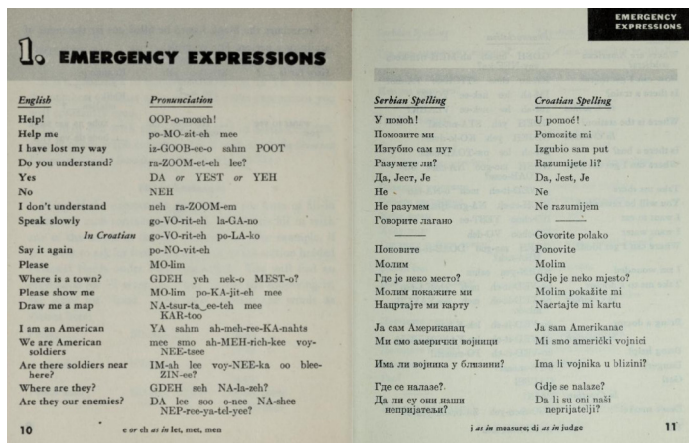 1. EMERGENCY EXPRESSIONS
English Pronunciation
Help! OOP-o-moach!
Help me po-MO-zit-eh mee
I have lost my way iz-GOOB-ee-o sahm POOT
Do you understand? ra-ZOOM-et-eh lee?
Yes DA or YEST or YEH
No NEH
I don't understand neh ra-ZOOM-em
Speak slowly go-VO-rit-eh la-GA-no
In Croatian go-VO-rit-eh po-LA-ko
Say it again po-NO-vit-eh
Please MO-lim
Where is a town? GDEH yeh nek-o MEST-o?
Please show me MO-lim po-KA-jit-eh mee
Draw me a map NA-tsur-ta_ee-teh mee
KAR-too
I am an American YA sahm ah-meh-ree-KA-nahts
We are American mee smo ah-MEH-rich-kee voy-
soldiers NEE-tsee
Are there soldiers near IM-ah lee voy-NEE-ka oo blee-
here? ZIN-ee?
Where are they? GDEH seh NA-la-zeh?
Are they our enemies? DA lee soo o-nee NA-shee
NEP-ree-ya-tel-yee?
10 e or eh as in let, met, men
EMERGENCY
EXPRESSIONS
Serbian Spelling Croatian Spelling
У помоћ! U pomoć!
Помозите ми Pomozite mi
Изгубио сам пут Izgubio sam put
Разумете ли? Razumijete li?
Да, Јест, Је Da, Jest, Je
Не Ne
Не разумем Ne razumijem
Говорите лагано ———
——— Govorite polako
Поновите Ponovite
Молим Molim
Где је неко место? Gdje je neko mjesto?
Молим покажите ми Molim pokažite mi
Нацртајте ми карту Nacrtajte mi kartu
Ја сам Американац Ja sam Amerikanac
Ми смо амерички војници Mi smo američki vojnici
Има ли војника у близини? Ima li vojnika u blizini?
Где се налазе? Gdje se nalaze?
Да ли су они наши Da li su oni naši
непријатељи? neprijatelji?
j as in measure; dj as in judge 11